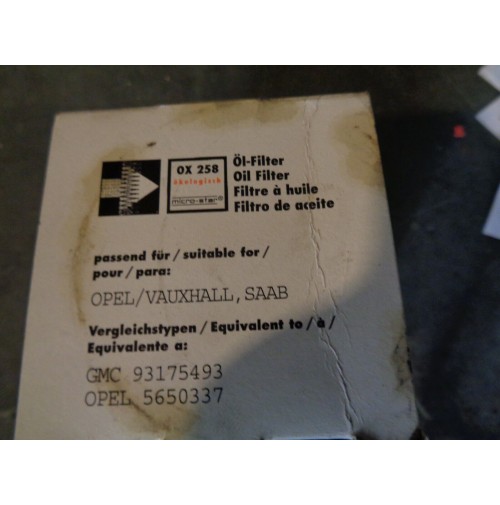 OX 258
ökologisch
micro-star®
Öl-Filter
Oil Filter
Filtre à huile
Filtro de aceite
passend für / suitable for /
pour / para:
OPEL/VAUXHALL, SAAB
Vergleichstypen / Equivalent to / à /
Equivalente a:
GMC 93175493
OPEL 5650337